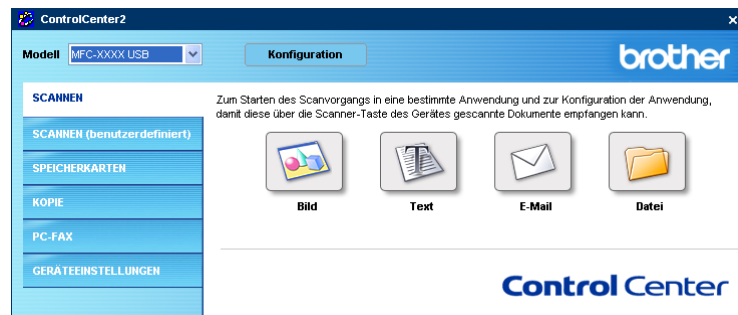 ControlCenter2
Modell MFC-XXXX USB Konfiguration brother
SCANNEN
SCANNEN (benutzerdefiniert)
SPEICHERKARTEN
KOPIE
PC-FAX
GERÄTEEINSTELLUNGEN
Zum Starten des Scanvorgangs in eine bestimmte Anwendung und zur Konfiguration der Anwendung,
damit diese über die Scanner-Taste des Gerätes gescannte Dokumente empfangen kann.
Bild Text E-Mail Datei
Control Center